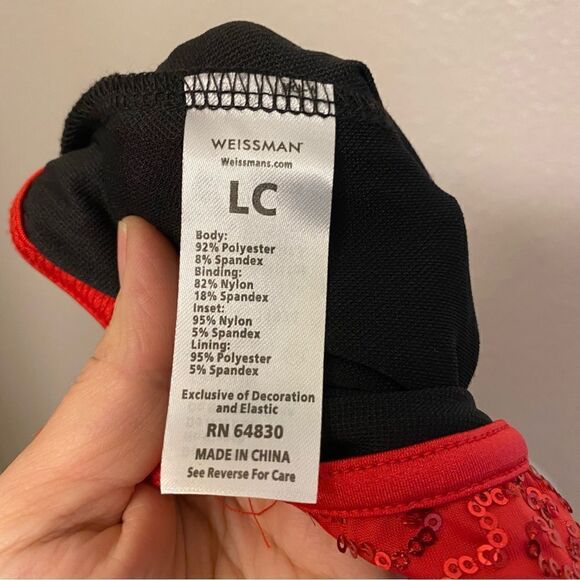 WEISSMAN™
Weissmans.com
LC
Body:
92% Polyester
8% Spandex
Binding:
82% Nylon
18% Spandex
Inset:
95% Nylon
5% Spandex
Lining:
95% Polyester
5% Spandex
Exclusive of Decoration
and Elastic
RN 64830
MADE IN CHINA
See Reverse For Care